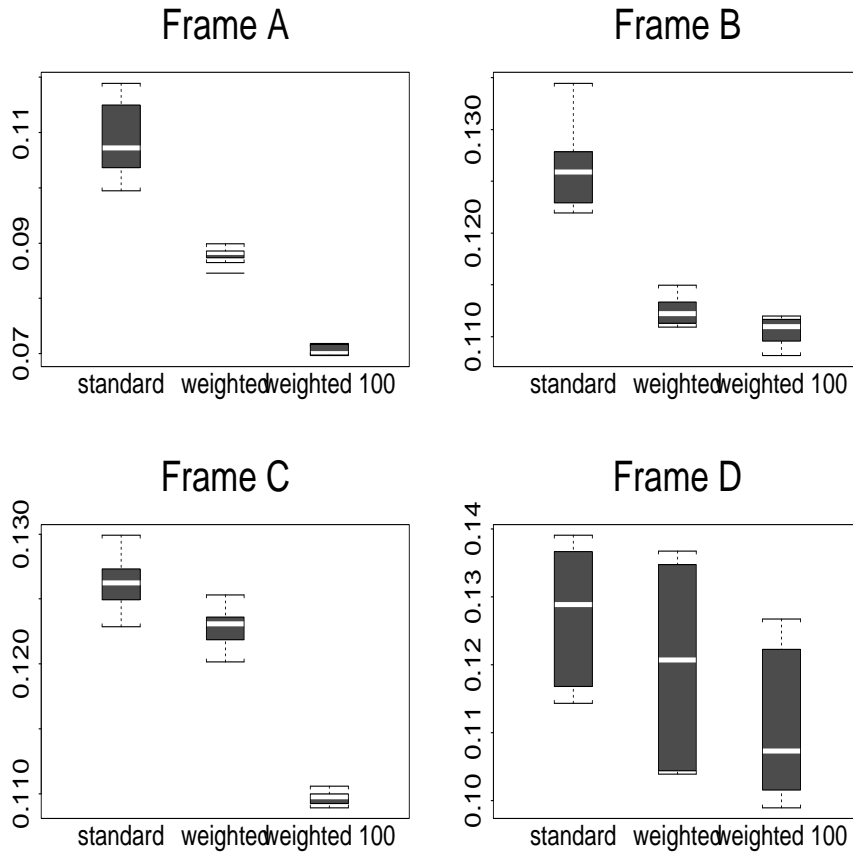 Frame A
0.11
0.09
0.07
standard weighted weighted 100
Frame B
0.130
0.120
0.110
standard weighted weighted 100
Frame C
0.130
0.120
0.110
standard weighted weighted 100
Frame D
0.14
0.13
0.12
0.11
0.10
standard weighted weighted 100